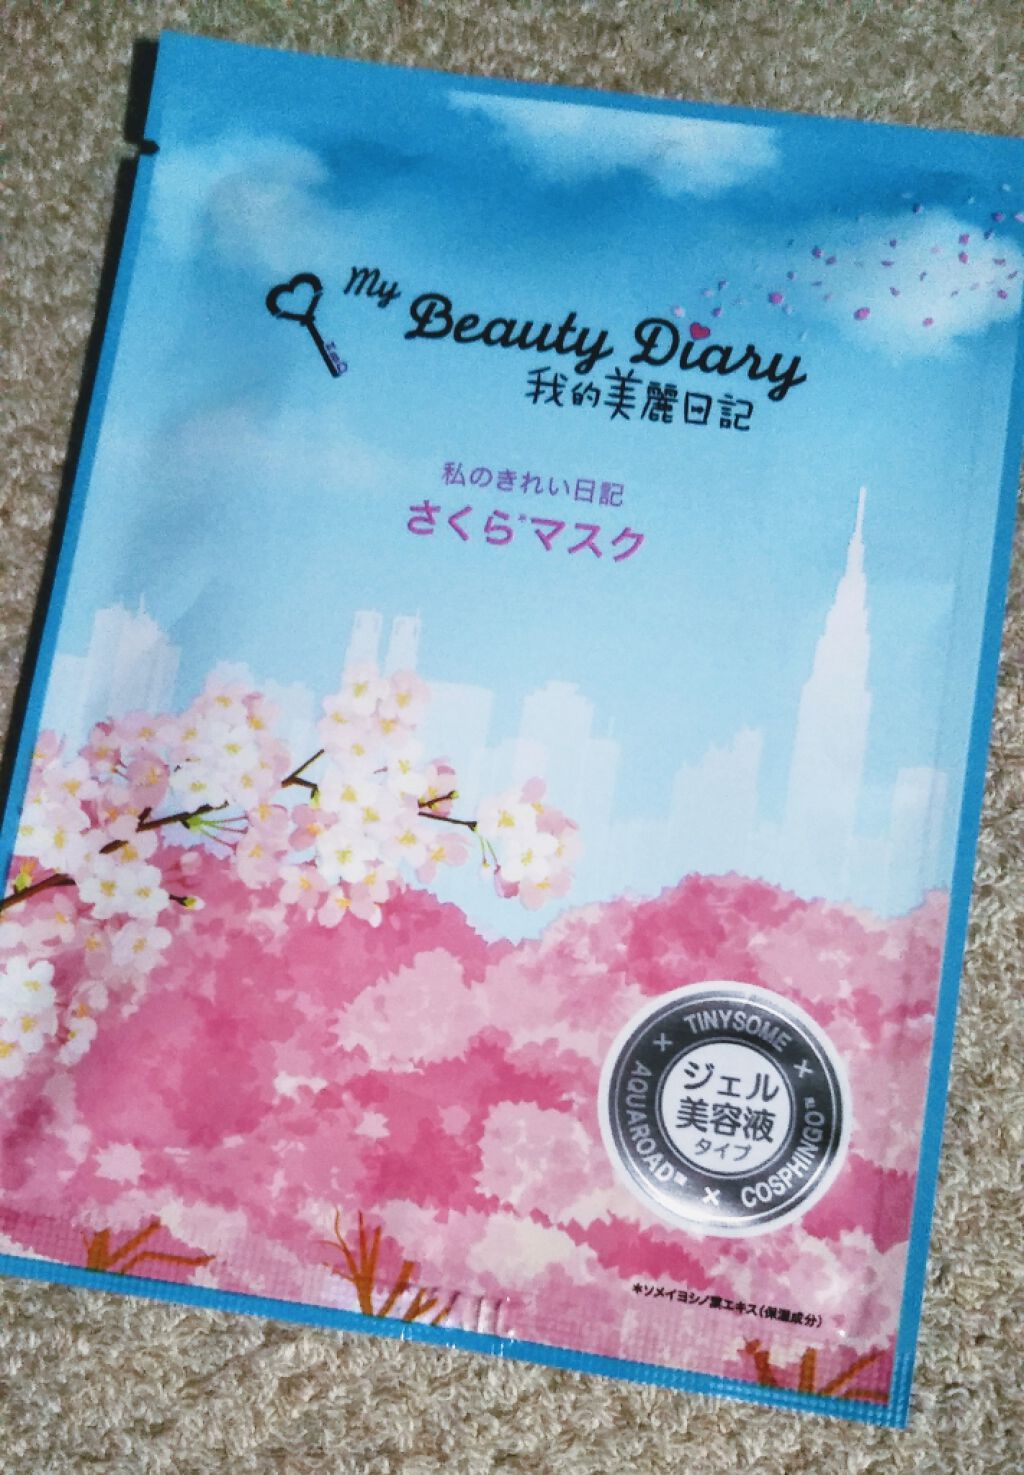 My
Beauty Diary
我的美麗日記
私のきれい日記
さくら*マスク
TINYSOME
×
COSPHINGO
×
AQUAROAD
×
ジェル
美容液
タイプ
*ソメイヨシノ葉エキス(保湿成分)